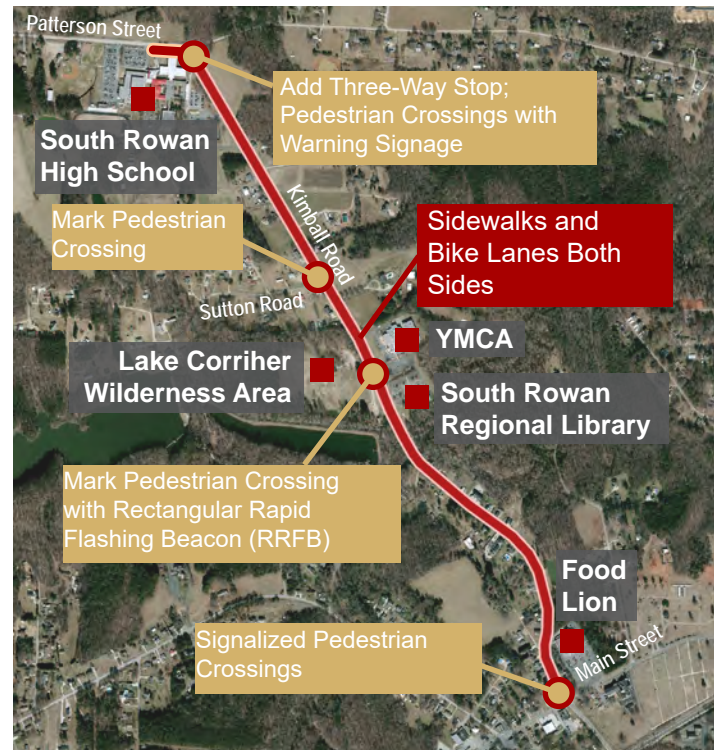 Patterson Street
Add Three-Way Stop;
Pedestrian Crossings with
Warning Signage
South Rowan
High School
Kimball Road
Mark Pedestrian
Crossing
Sidewalks and
Bike Lanes Both
Sides
Sutton Road
YMCA
Lake Corriher
Wilderness Area
South Rowan
Regional Library
Mark Pedestrian Crossing
with Rectangular Rapid
Flashing Beacon (RRFB)
Food
Lion
Signalized Pedestrian
Crossings
Main Street